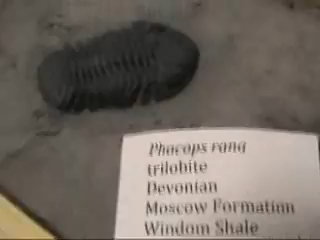 Phacops rana
trilobite
Devonian
Moscow Formation
Windom Shale